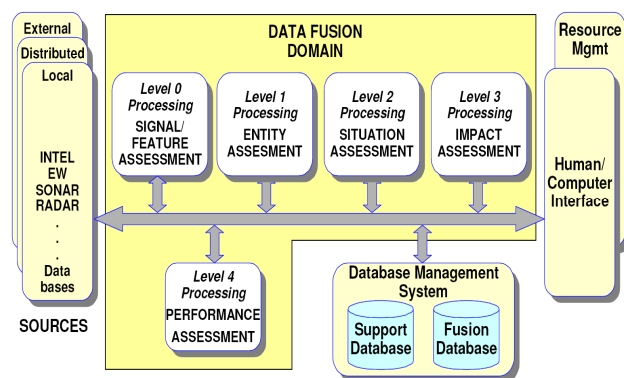 External
Distributed
Local
INTEL
EW
SONAR
RADAR
.
.
.
Data
bases
SOURCES
DATA FUSION
DOMAIN
Level 0
Processing
SIGNAL/
FEATURE
ASSESSMENT
Level 1
Processing
ENTITY
ASSESMENT
Level 2
Processing
SITUATION
ASSESSMENT
Level 3
Processing
IMPACT
ASSESSMENT
Level 4
Processing
PERFORMANCE
ASSESSMENT
Database Management
System
Support
Database
Fusion
Database
Resource
Mgmt
Human/
Computer
Interface